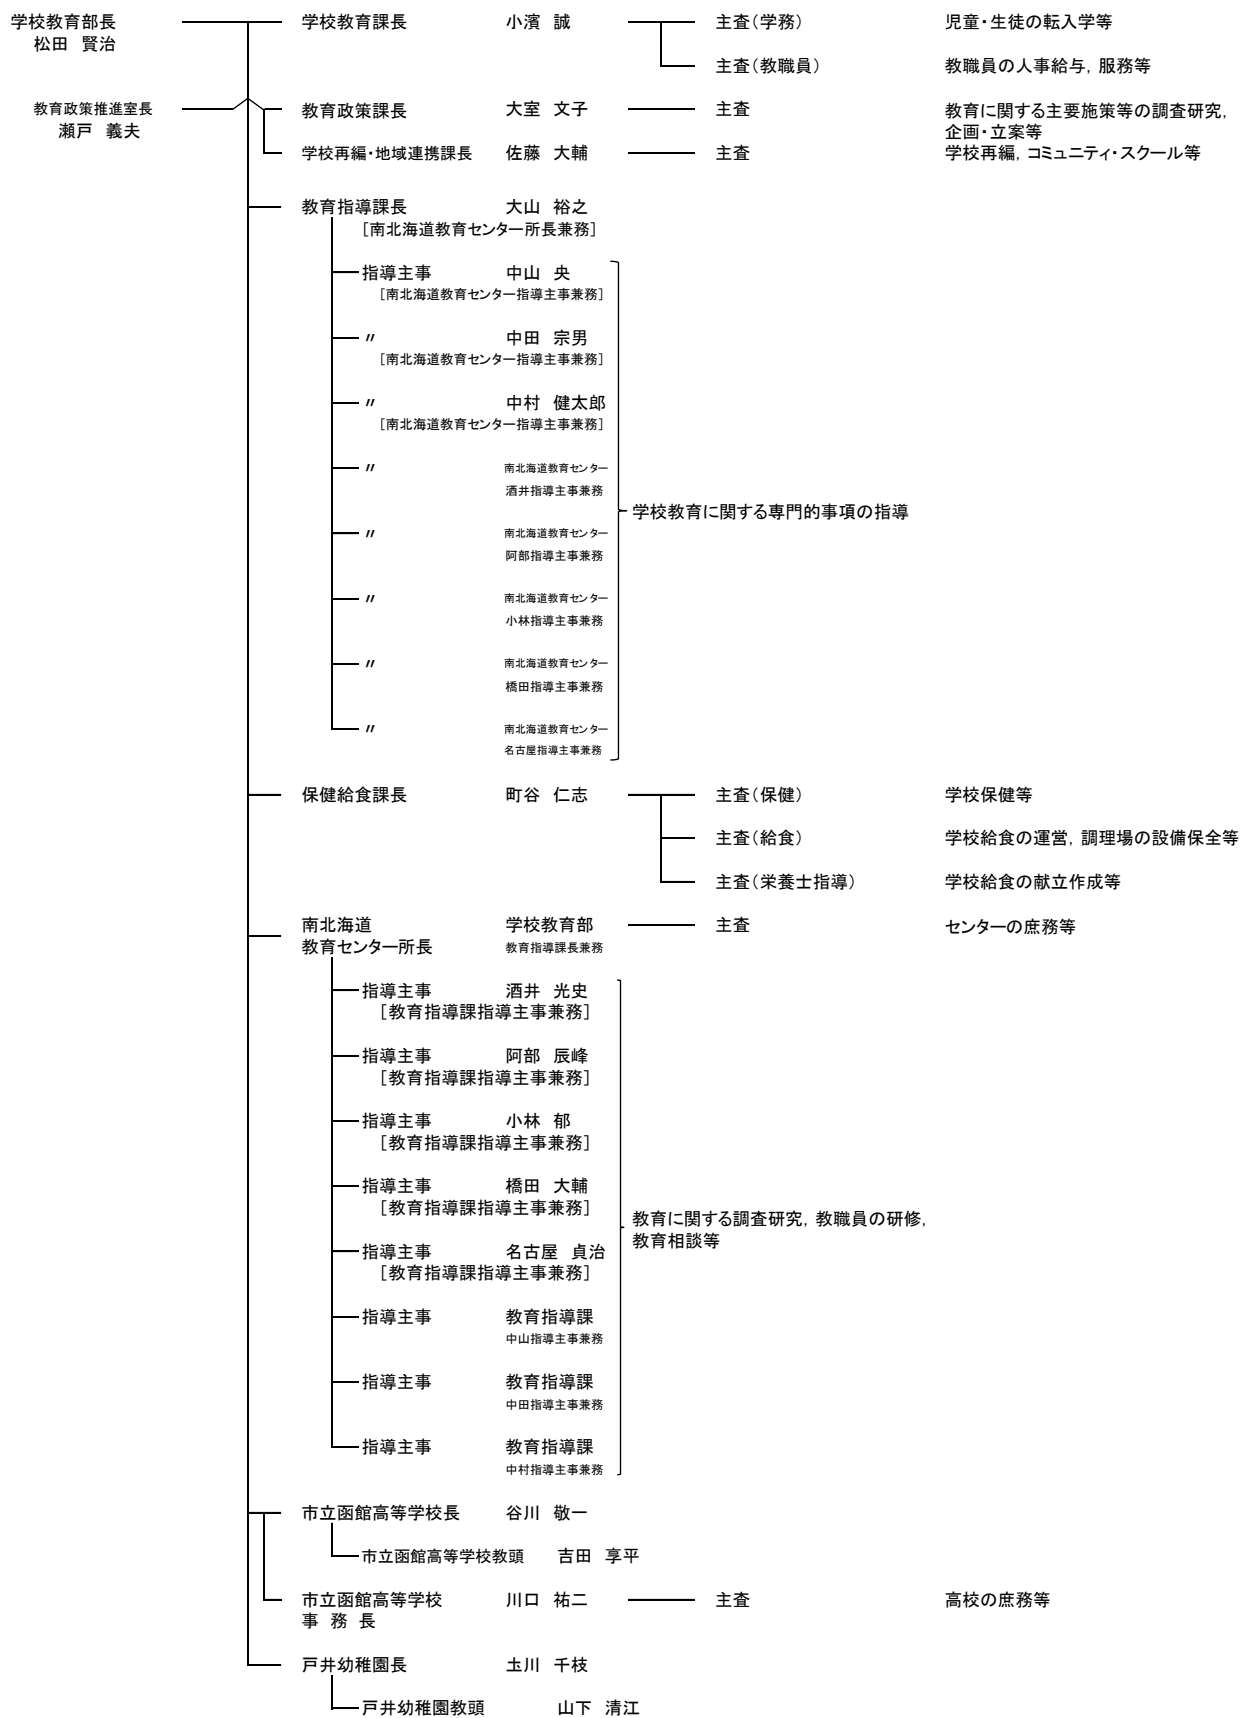 学校教育部長 学校教育課長 小濱 誠 主査(学務) 児童・生徒の転入学等
松田 賢治
主査(教職員) 教職員の人事給与,服務等
教育政策推進室長 教育政策課長 大室 文子 主査 教育に関する主要施策等の調査研究,
瀬戸 義夫 企画・立案等
学校再編・地域連携課長 佐藤 大輔 主査 学校再編,コミュニティ・スクール等
教育指導課長 大山 裕之
[南北海道教育センター所長兼務]
指導主事 中山 央
[南北海道教育センター指導主事兼務]
〃 中田 宗男
[南北海道教育センター指導主事兼務]
〃 中村 健太郎
[南北海道教育センター指導主事兼務]
〃 南北海道教育センター
酒井指導主事兼務
学校教育に関する専門的事項の指導
〃 南北海道教育センター
阿部指導主事兼務
〃 南北海道教育センター
小林指導主事兼務
〃 南北海道教育センター
橋田指導主事兼務
〃 南北海道教育センター
名古屋指導主事兼務
保健給食課長 町谷 仁志 主査(保健) 学校保健等
主査(給食) 学校給食の運営,調理場の設備保全等
主査(栄養士指導) 学校給食の献立作成等
南北海道 学校教育部 主査 センターの庶務等
教育センター所長 教育指導課長兼務
指導主事 酒井 光史
[教育指導課指導主事兼務]
指導主事 阿部 辰峰
[教育指導課指導主事兼務]
指導主事 小林 郁
[教育指導課指導主事兼務]
指導主事 橋田 大輔
[教育指導課指導主事兼務]
教育に関する調査研究,教職員の研修,
教育相談等
指導主事 名古屋 貞治
[教育指導課指導主事兼務]
指導主事 教育指導課
中山指導主事兼務
指導主事 教育指導課
中田指導主事兼務
指導主事 教育指導課
中村指導主事兼務
市立函館高等学校長 谷川 敬一
市立函館高等学校教頭 吉田 享平
市立函館高等学校 川口 祐二 主査 高校の庶務等
事 務 長
戸井幼稚園長 圡川 千枝
戸井幼稚園教頭 山下 清江